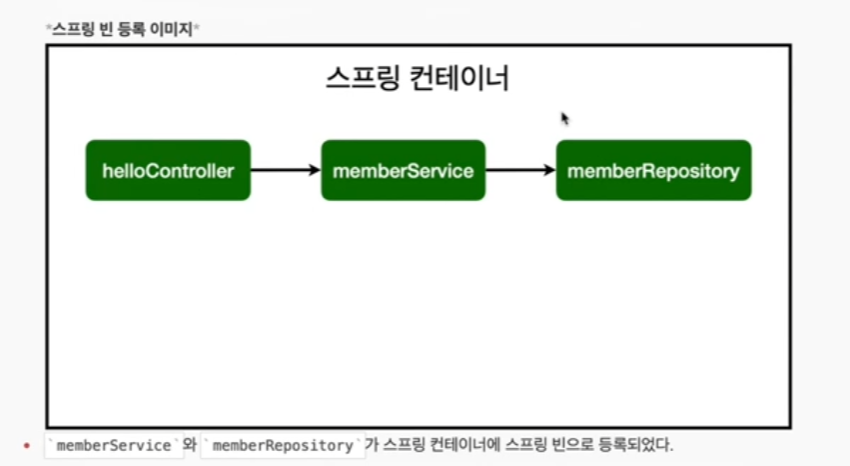 *스프링 빈 등록 이미지*
스프링 컨테이너
helloController memberService memberRepository
• `memberService`와 `memberRepository`가 스프링 컨테이너에 스프링 빈으로 등록되었다.